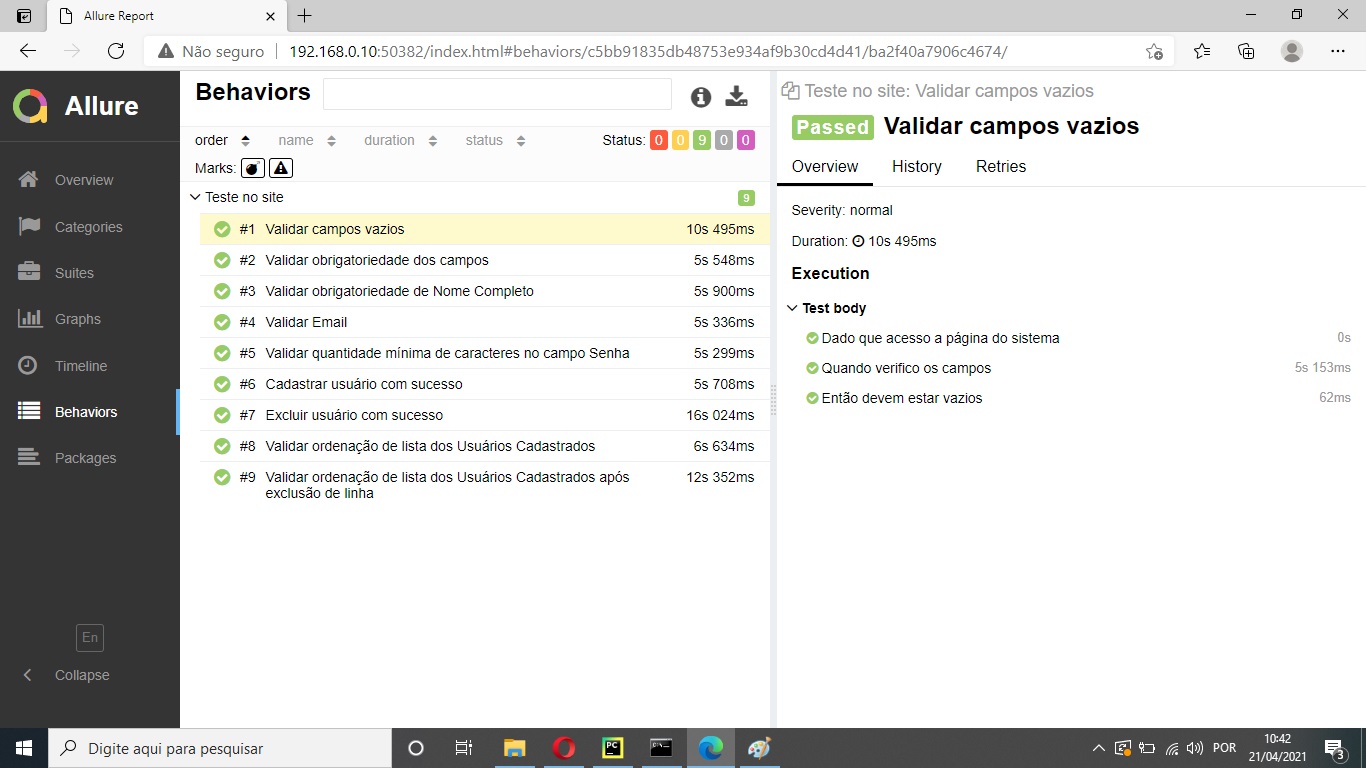 Allure Report
Não seguro
192.168.0.10:50382/index.html#behaviors/c5bb91835db48753e934af9b30cd4d41/ba2f40a7906c4674/
Allure
Overview
Categories
Suites
Graphs
Timeline
Behaviors
Packages
En
Collapse
Behaviors
order name duration status Status: 0 0 9 0 0
Marks:
Teste no site 9
#1 Validar campos vazios 10s 495ms
#2 Validar obrigatoriedade dos campos 5s 548ms
#3 Validar obrigatoriedade de Nome Completo 5s 900ms
#4 Validar Email 5s 336ms
#5 Validar quantidade mínima de caracteres no campo Senha 5s 299ms
#6 Cadastrar usuário com sucesso 5s 708ms
#7 Excluir usuário com sucesso 16s 024ms
#8 Validar ordenação de lista dos Usuários Cadastrados 6s 634ms
#9 Validar ordenação de lista dos Usuários Cadastrados após 12s 352ms
exclusão de linha
Teste no site: Validar campos vazios
Passed Validar campos vazios
Overview History Retries
Severity: normal
Duration: 10s 495ms
Execution
Test body
Dado que acesso a página do sistema 0s
Quando verifico os campos 5s 153ms
Então devem estar vazios 62ms
Digite aqui para pesquisar
PC
POR
10:42
21/04/2021
3